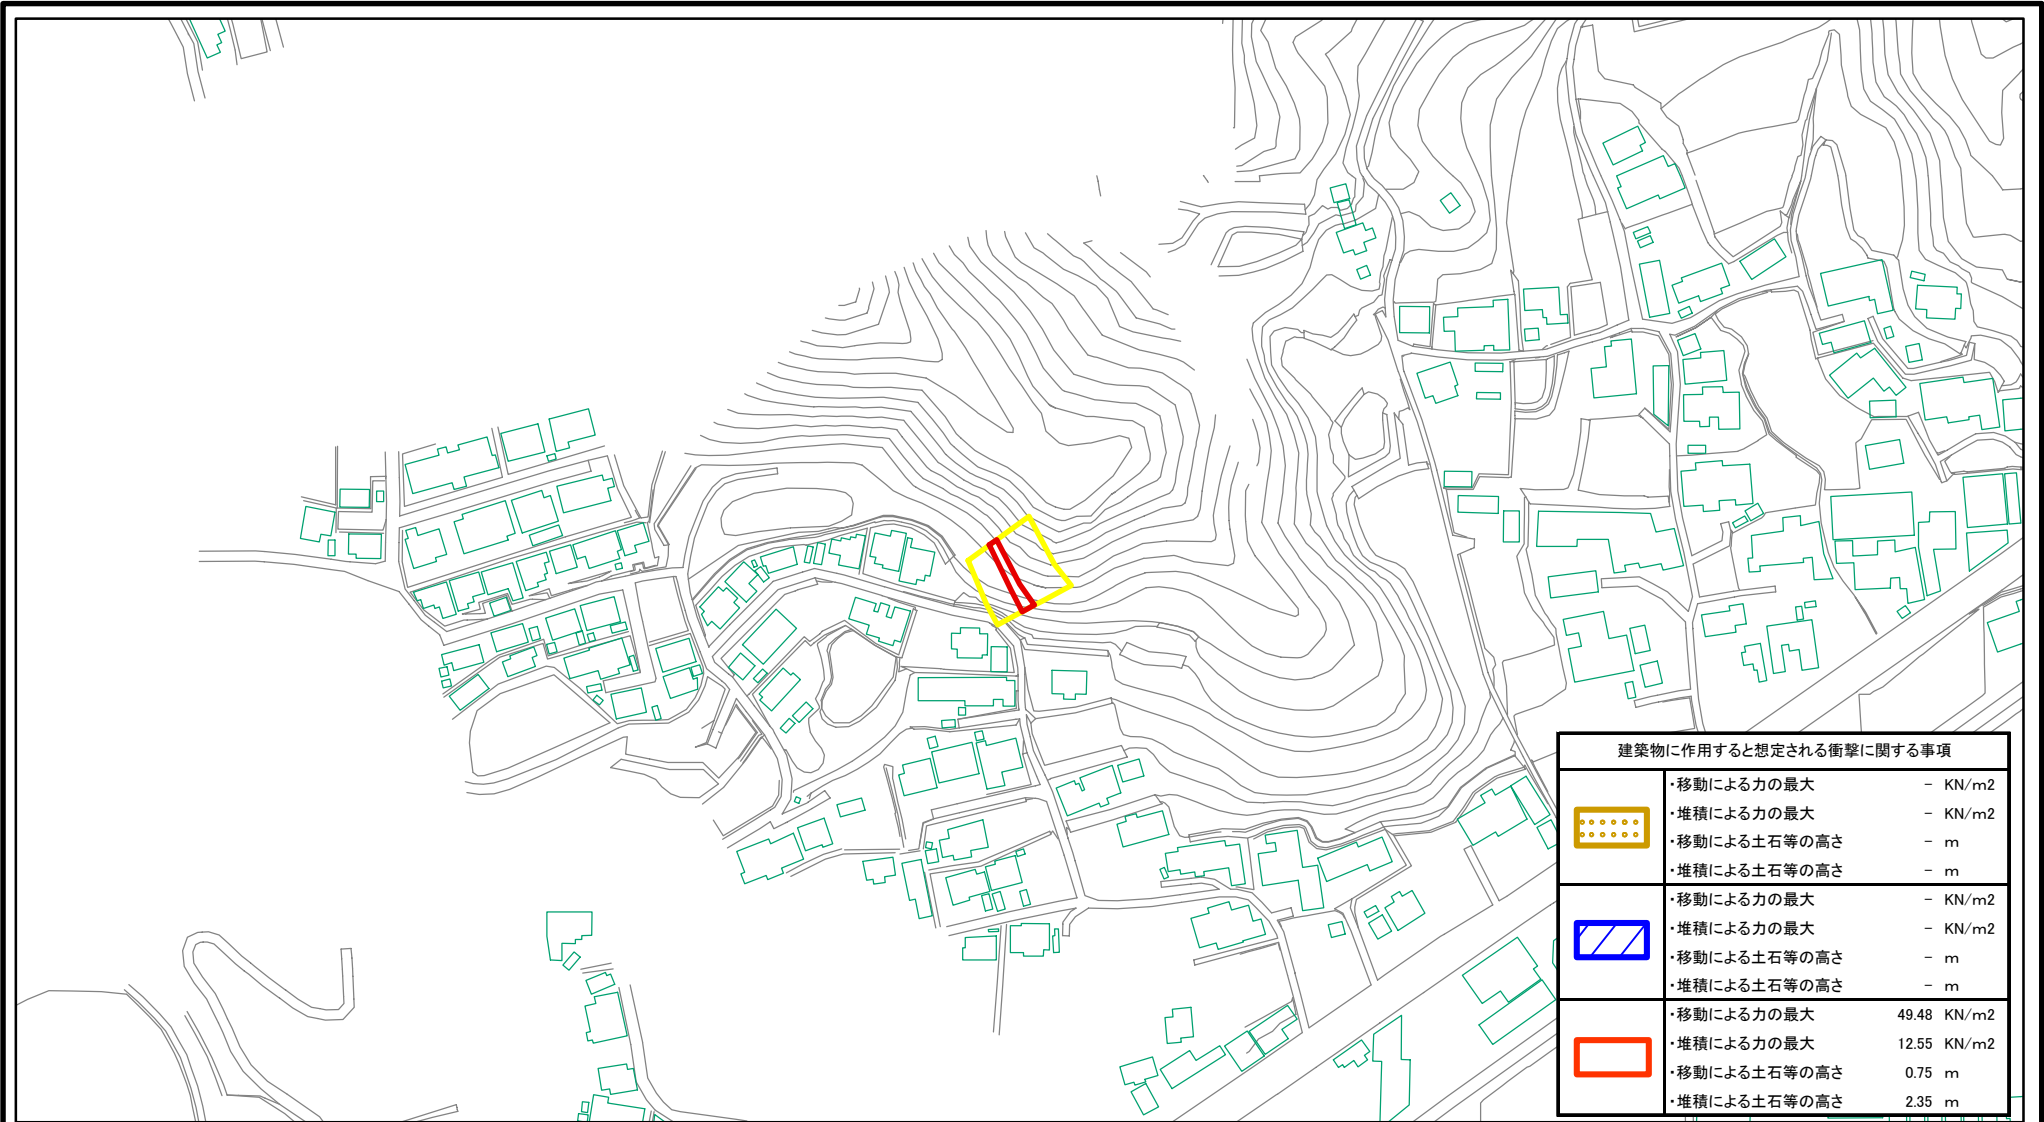 建築物に作用すると想定される衝撃に関する事項
・移動による力の最大 － KN/m2
・堆積による力の最大 － KN/m2
・移動による土石等の高さ － m
・堆積による土石等の高さ － m
・移動による力の最大 － KN/m2
・堆積による力の最大 － KN/m2
・移動による土石等の高さ － m
・堆積による土石等の高さ － m
・移動による力の最大 49.48 KN/m2
・堆積による力の最大 12.55 KN/m2
・移動による土石等の高さ 0.75 m
・堆積による土石等の高さ 2.35 m